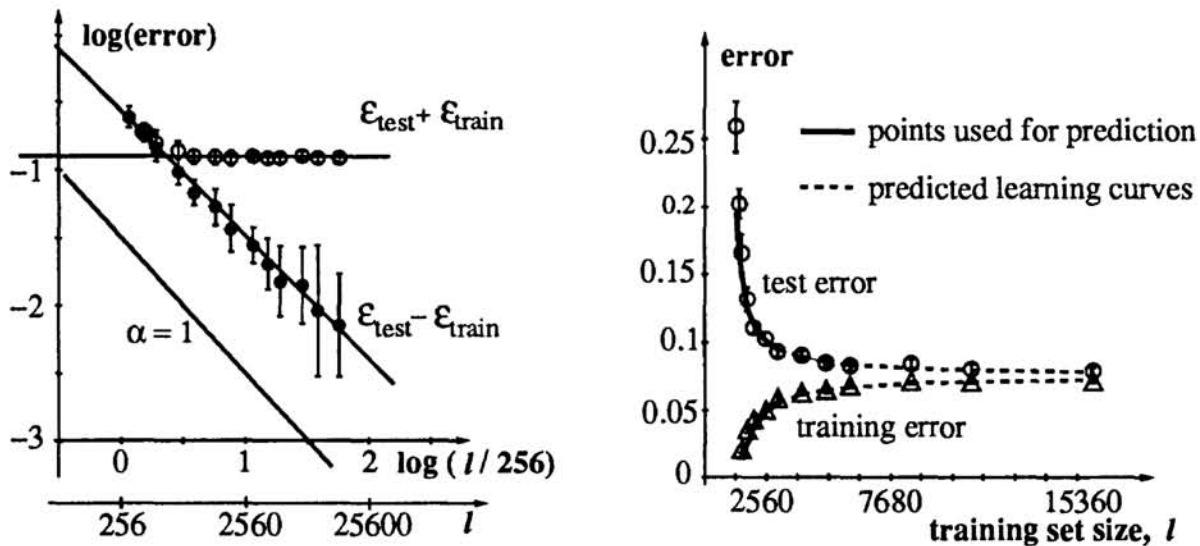 log(error)
-1
-2
-3
ε_test + ε_train
ε_test - ε_train
α = 1
0 1 2
log ( l / 256)
256 2560 25600 l
error
0.25
0.2
0.15
0.1
0.05
0
points used for prediction
predicted learning curves
test error
training error
2560 7680 15360
training set size, l